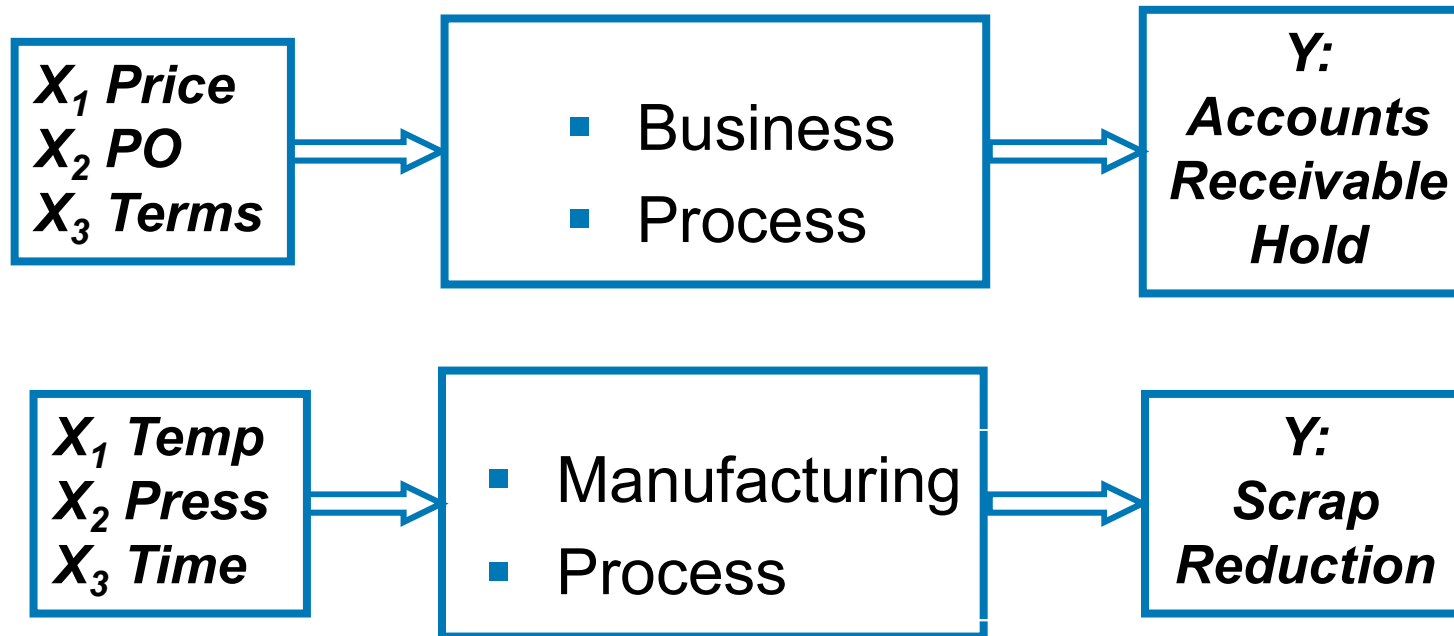 X₁ Price
X₂ PO
X₃ Terms
▪ Business
▪ Process
Y:
Accounts
Receivable
Hold
X₁ Temp
X₂ Press
X₃ Time
▪ Manufacturing
▪ Process
Y:
Scrap
Reduction